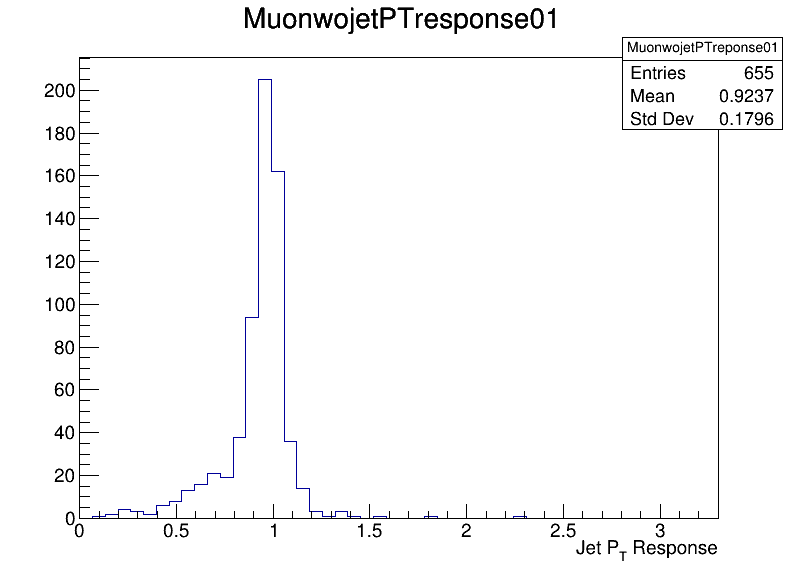 MuonwojetPTresponse01
MuonwojetPTreponse01
Entries 655
Mean 0.9237
Std Dev 0.1796
200
180
160
140
120
100
80
60
40
20
0
0 0.5 1 1.5 2 2.5 3
Jet P_T Response